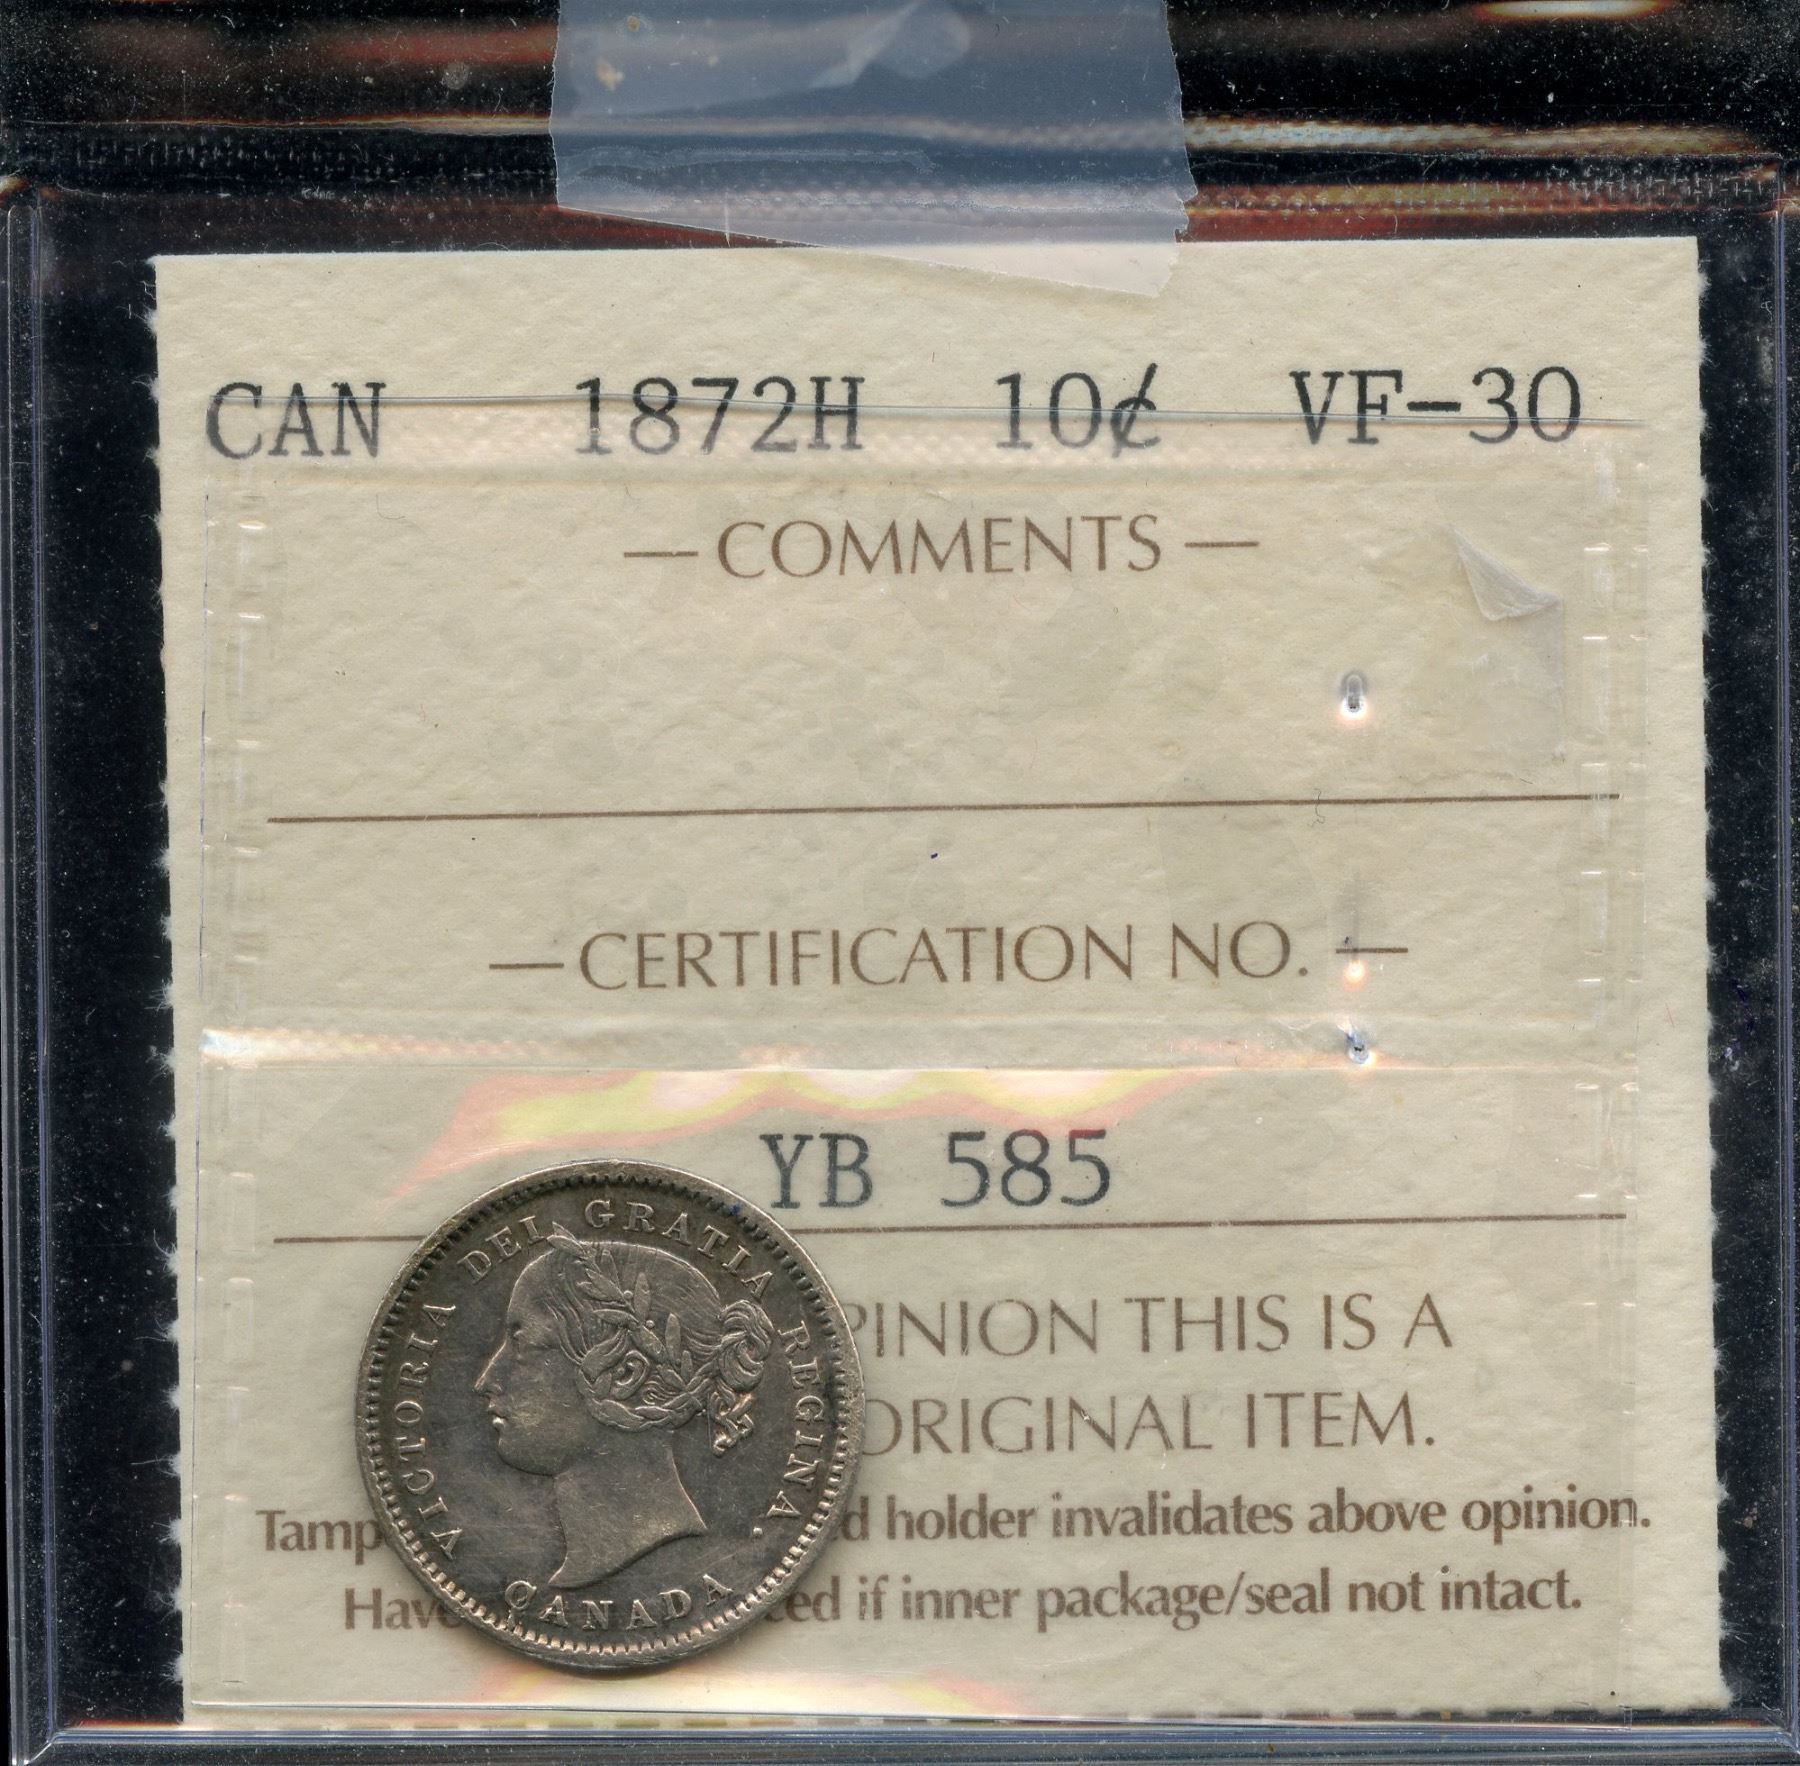 CAN 1872H 10¢ VF-30
— COMMENTS —
— CERTIFICATION NO. —
YB 585
PINION THIS IS A
ORIGINAL ITEM.
Tamp d holder invalidates above opinion.
Have ced if inner package/seal not intact.
VICTORIA DEI GRATIA REGINA.
CANADA